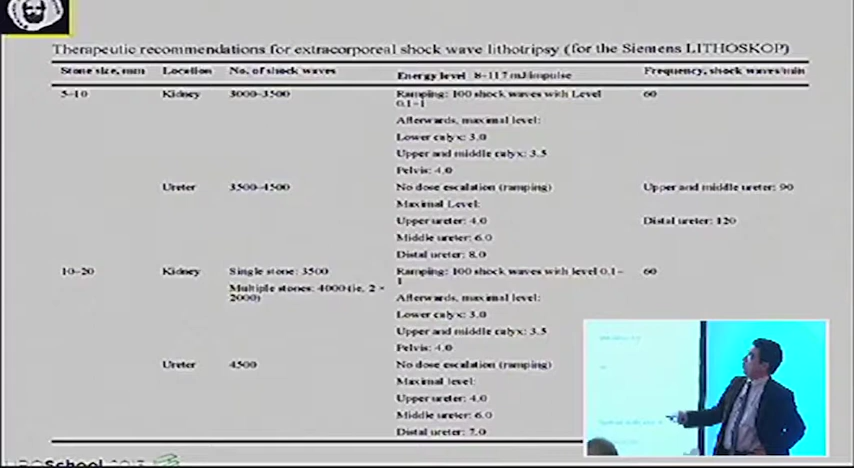 Therapeutic recommendations for extracorporeal shock wave lithotripsy (for the Siemens LITHOSKOP)
Stone size, mm Location No. of shock waves Energy level 8-117 mJ/impulse Frequency, shock waves/min
5–10 Kidney 3000–3500 Ramping: 100 shock waves with Level 60
0.1–1
Afterwards, maximal level:
Lower calyx: 3.0
Upper and middle calyx: 3.5
Pelvis: 4.0
Ureter 3500–4500 No dose escalation (ramping) Upper and middle ureter: 90
Maximal Level:
Upper ureter: 4.0 Distal ureter: 120
Middle ureter: 6.0
Distal ureter: 8.0
10–20 Kidney Single stone: 3500 Ramping: 100 shock waves with level 0.1– 60
Multiple stones: 4000 (ie, 2 × 1
2000) Afterwards, maximal level:
Lower calyx: 3.0
Upper and middle calyx: 3.5
Pelvis: 4.0
Ureter 4500 No dose escalation (ramping)
Maximal level:
Upper ureter: 4.0
Middle ureter: 6.0
Distal ureter: 7.0
UROSchool 2013